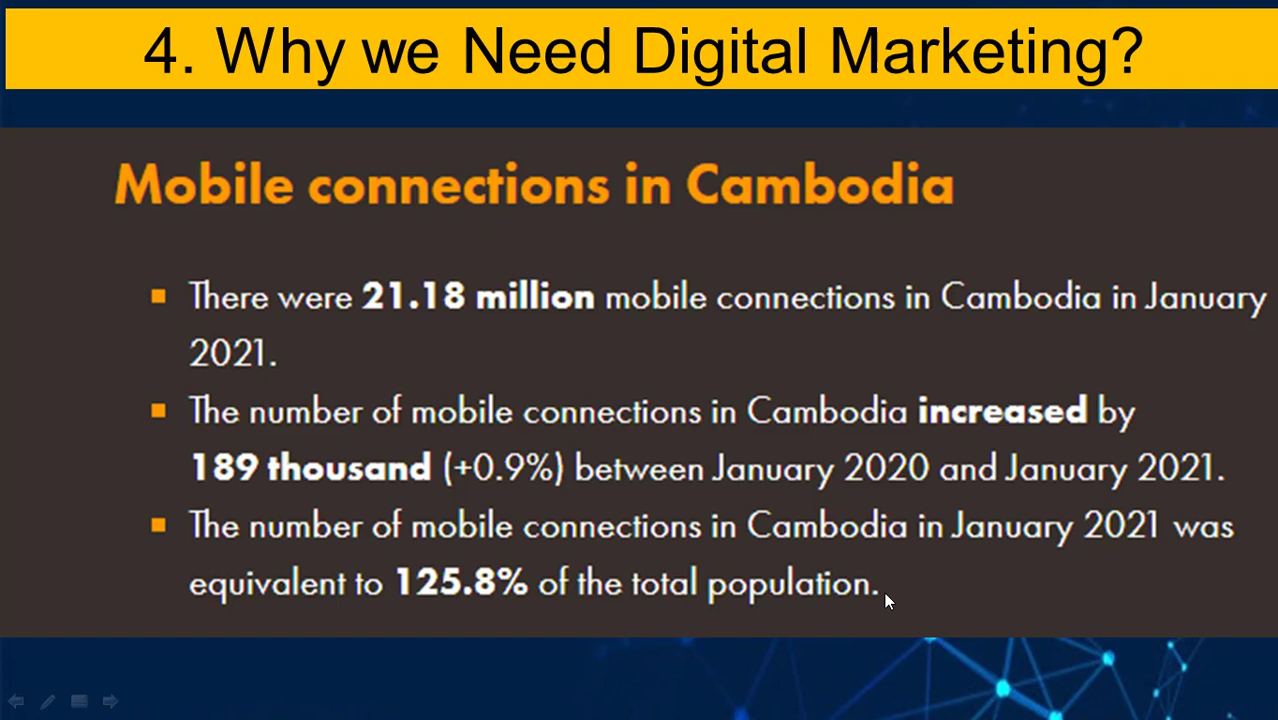 4. Why we Need Digital Marketing?
Mobile connections in Cambodia
There were 21.18 million mobile connections in Cambodia in January
2021.
The number of mobile connections in Cambodia increased by
189 thousand (+0.9%) between January 2020 and January 2021.
The number of mobile connections in Cambodia in January 2021 was
equivalent to 125.8% of the total population.